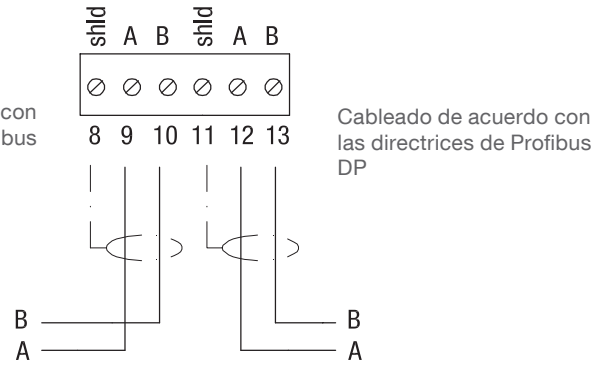 shld A B shld A B
con
bus
8 9 10 11 12 13
Cableado de acuerdo con
las directrices de Profibus
DP
B
A
B
A